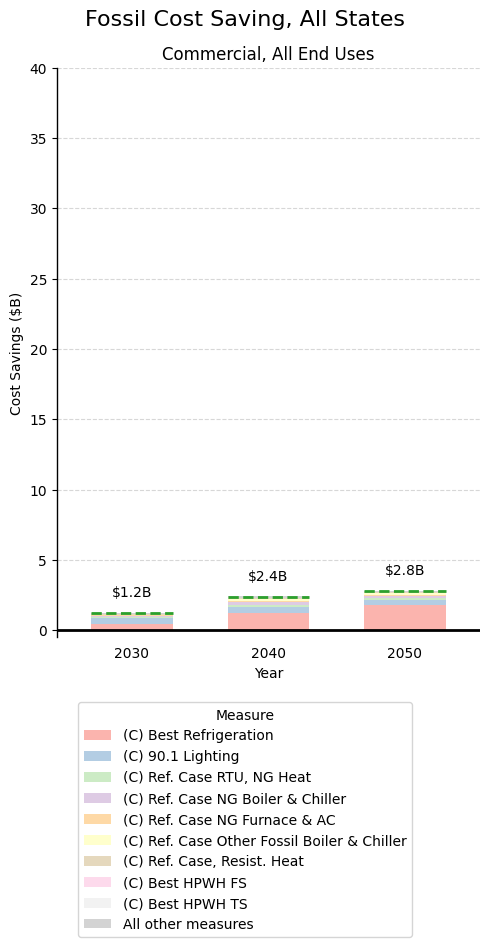 Fossil Cost Saving, All States
Commercial, All End Uses
40
35
30
25
20
15
10
5
0
Cost Savings ($B)
$1.2B
$2.4B
$2.8B
2030
2040
2050
Year
Measure
(C) Best Refrigeration
(C) 90.1 Lighting
(C) Ref. Case RTU, NG Heat
(C) Ref. Case NG Boiler & Chiller
(C) Ref. Case NG Furnace & AC
(C) Ref. Case Other Fossil Boiler & Chiller
(C) Ref. Case, Resist. Heat
(C) Best HPWH FS
(C) Best HPWH TS
All other measures